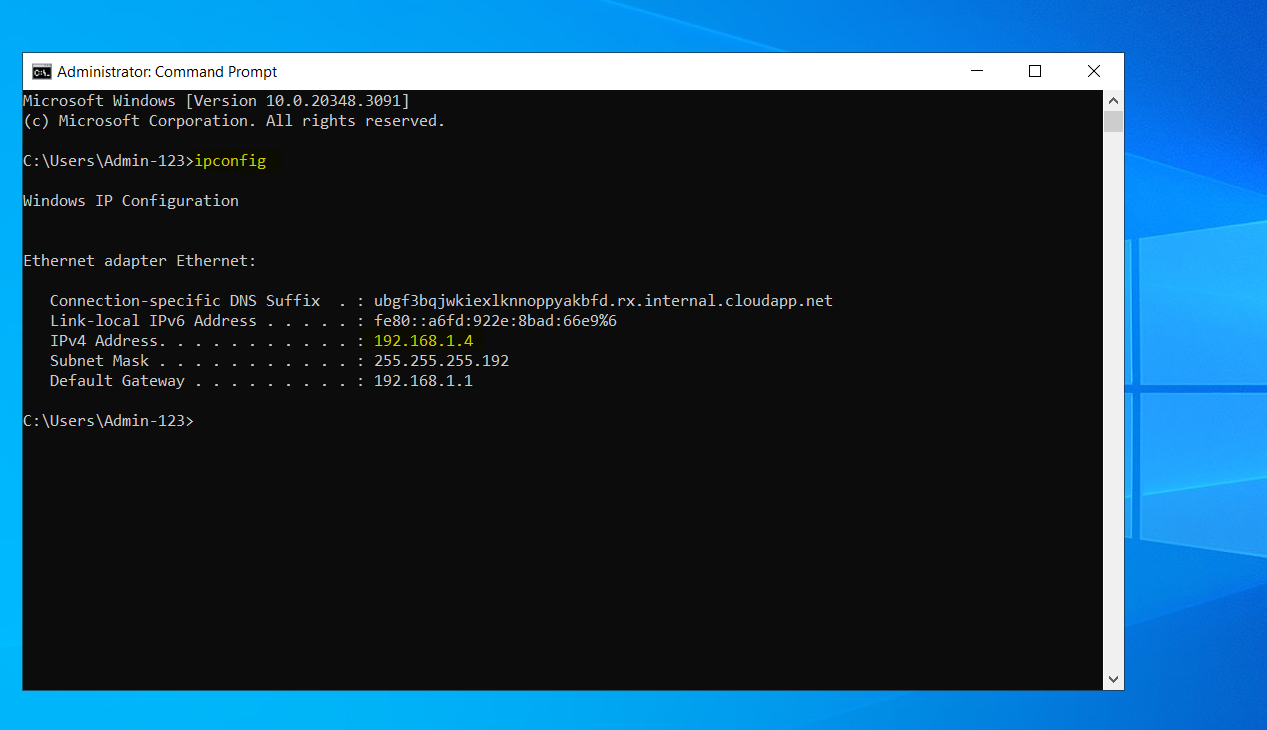 Administrator: Command Prompt
Microsoft Windows [Version 10.0.20348.3091]
(c) Microsoft Corporation. All rights reserved.
C:\Users\Admin-123>ipconfig
Windows IP Configuration
Ethernet adapter Ethernet:
   Connection-specific DNS Suffix  . : ubgf3bqjwkiexlknnoppyakbfd.rx.internal.cloudapp.net
   Link-local IPv6 Address . . . . . : fe80::a6fd:922e:8bad:66e9%6
   IPv4 Address. . . . . . . . . . . : 192.168.1.4
   Subnet Mask . . . . . . . . . . . : 255.255.255.192
   Default Gateway . . . . . . . . . : 192.168.1.1
C:\Users\Admin-123>